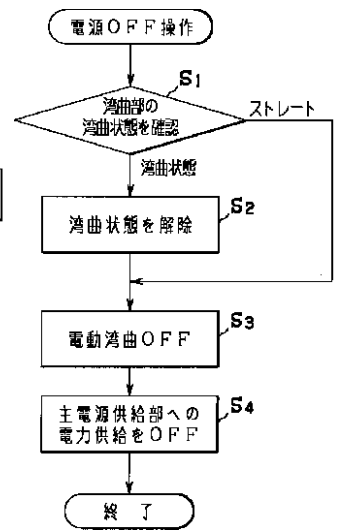 電源OFF操作
S1
湾曲部の
湾曲状態を確認
ストレート
湾曲状態
S2
湾曲状態を解除
S3
電動湾曲OFF
S4
主電源供給部への
電力供給をOFF
終了